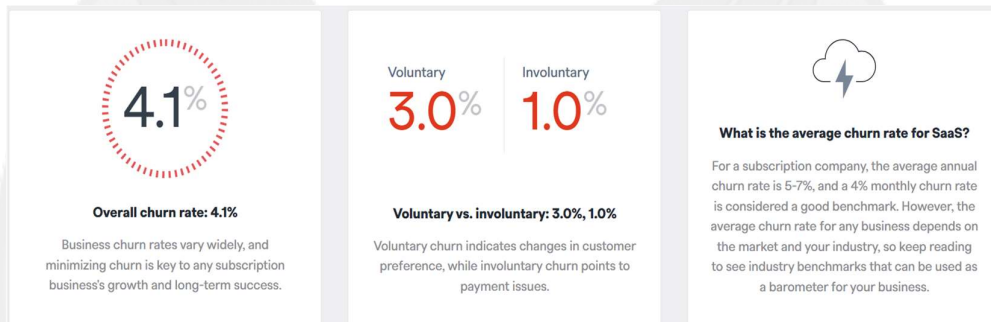 4.1%
Overall churn rate: 4.1%
Business churn rates vary widely, and
minimizing churn is key to any subscription
business's growth and long-term success.
Voluntary
3.0%
Involuntary
1.0%
Voluntary vs. involuntary: 3.0%, 1.0%
Voluntary churn indicates changes in customer
preference, while involuntary churn points to
payment issues.
What is the average churn rate for SaaS?
For a subscription company, the average annual
churn rate is 5-7%, and a 4% monthly churn rate
is considered a good benchmark. However, the
average churn rate for any business depends on
the market and your industry, so keep reading
to see industry benchmarks that can be used as
a barometer for your business.